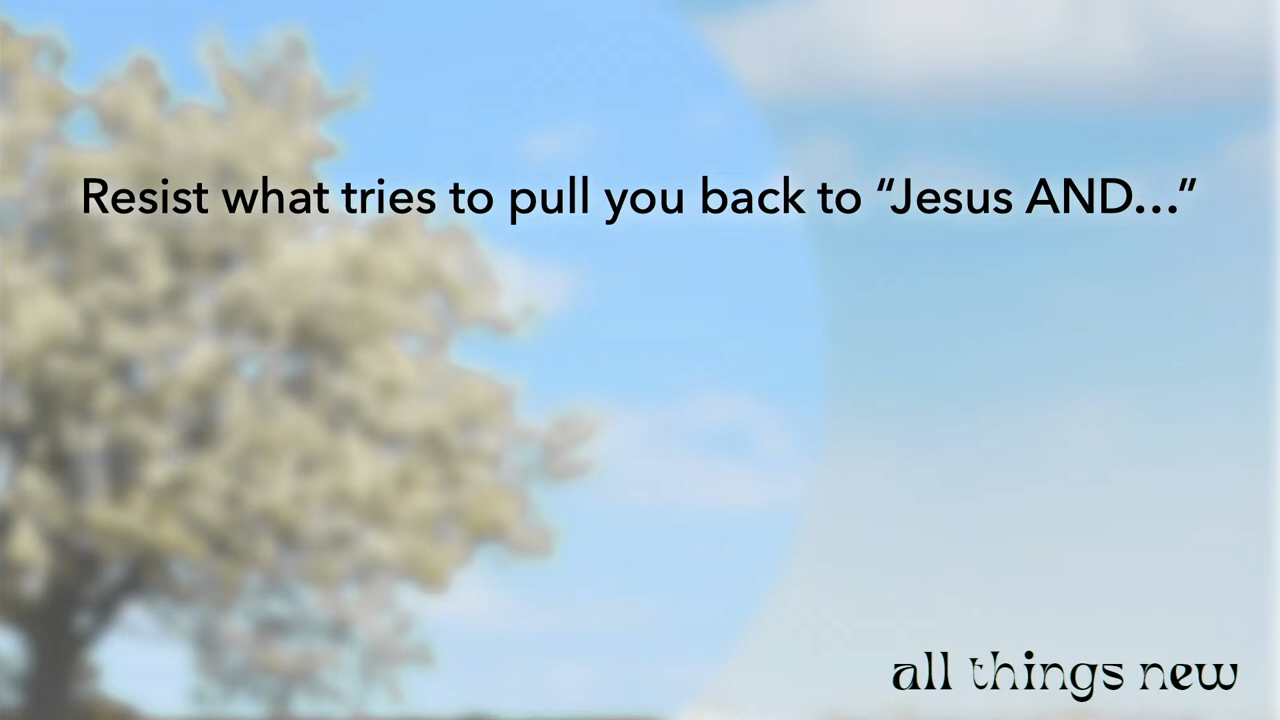 Resist what tries to pull you back to “Jesus AND...”
all things new